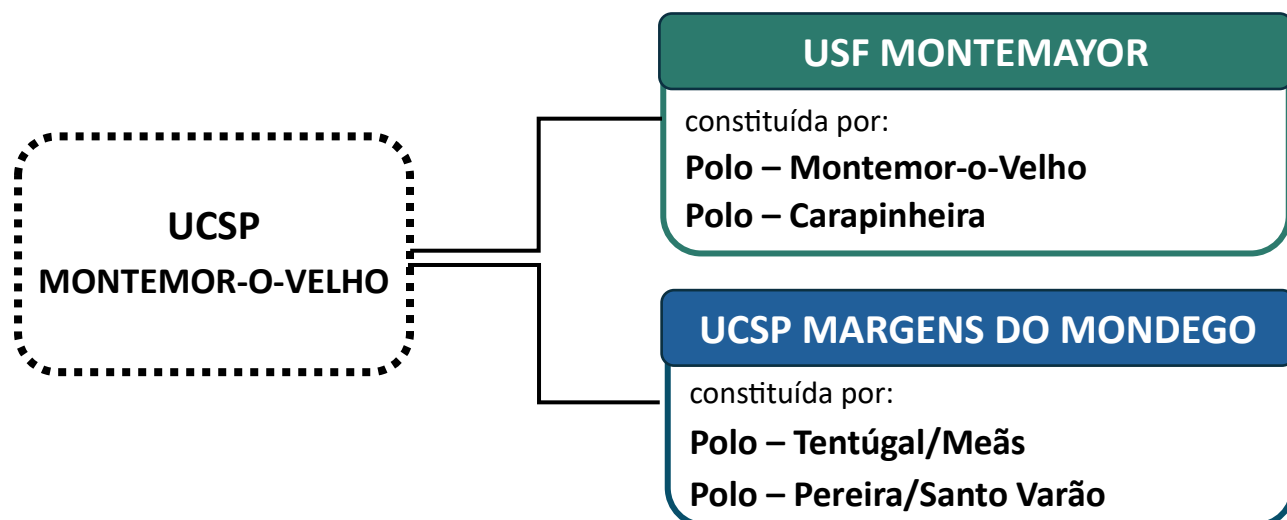 UCSP
MONTEMOR-O-VELHO
USF MONTEMAYOR
constituída por:
Polo – Montemor-o-Velho
Polo – Carapinheira
UCSP MARGENS DO MONDEGO
constituída por:
Polo – Tentúgal/Meãs
Polo – Pereira/Santo Varão